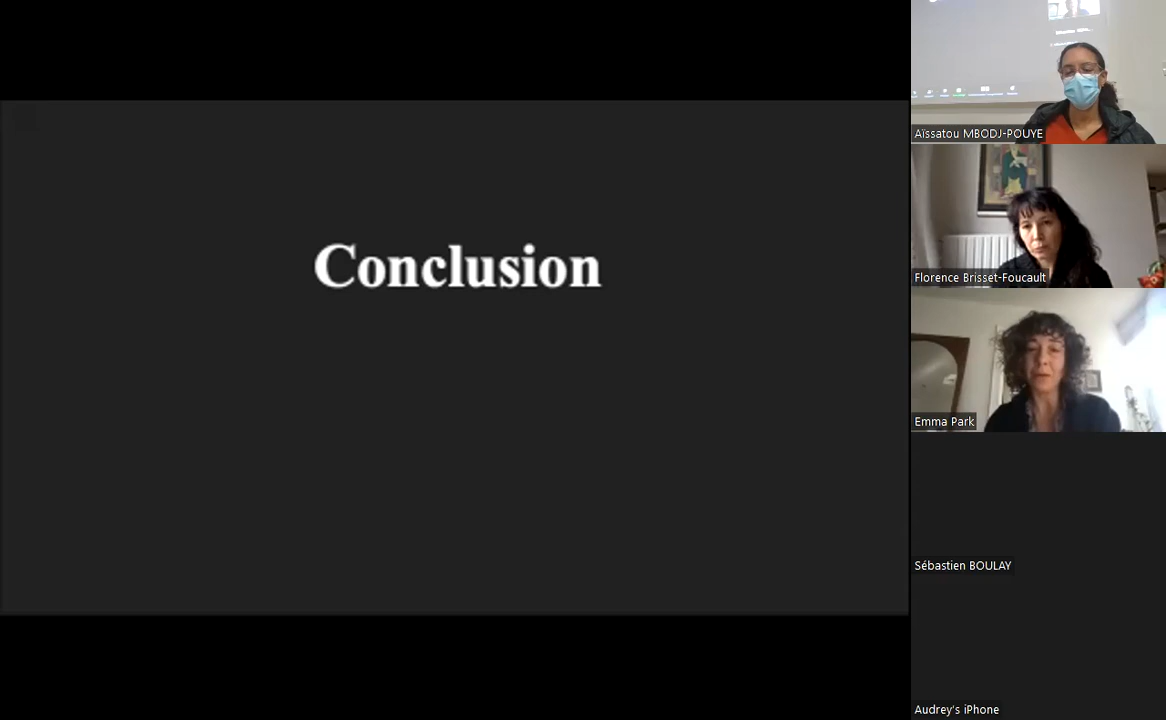 Conclusion
Aïssatou MBODJ-POUYE
Florence Brisset-Foucault
Emma Park
Sébastien BOULAY
Audrey's iPhone